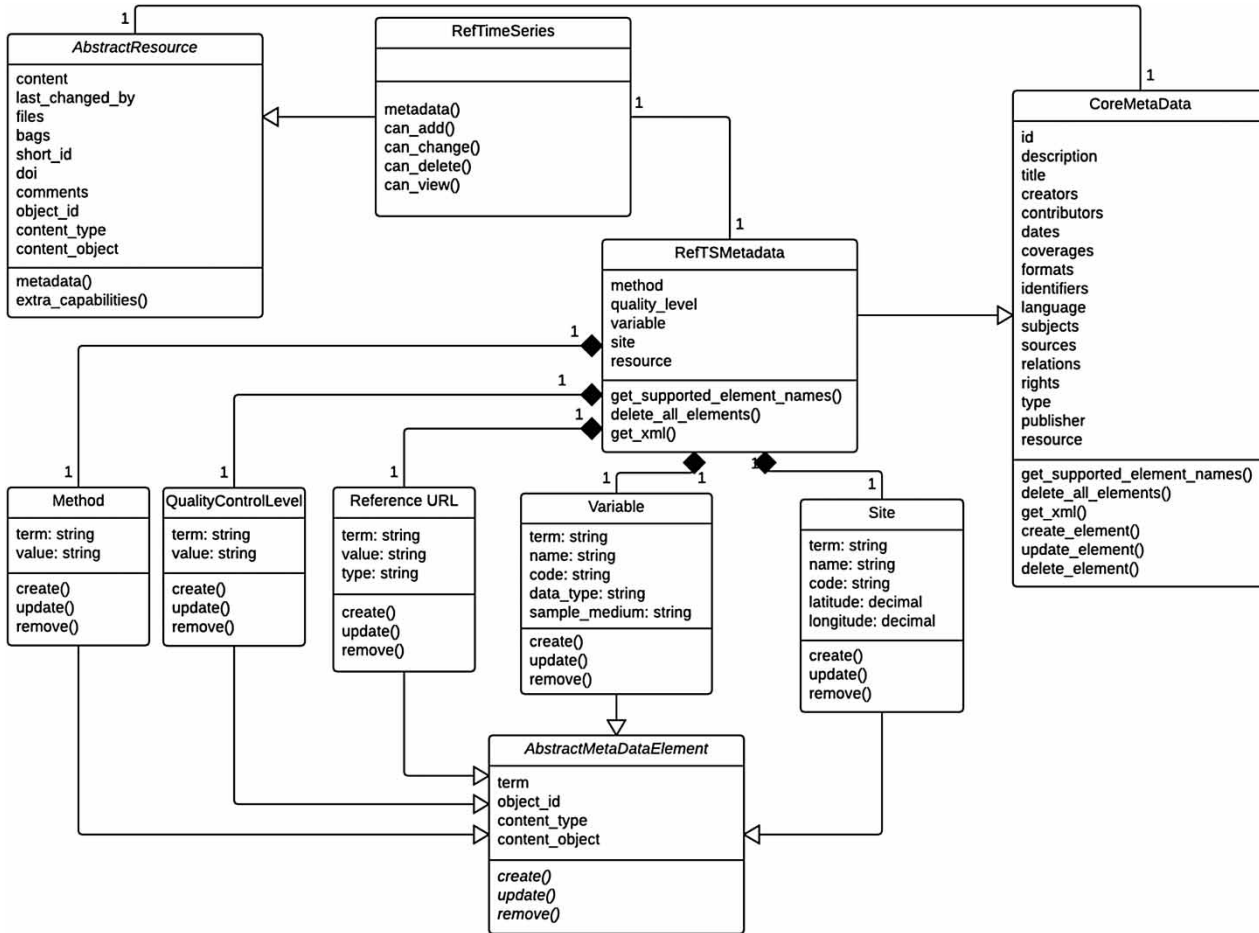 1
AbstractResource
content
last_changed_by
files
bags
short_id
doi
comments
object_id
content_type
content_object
metadata()
extra_capabilities()
RefTimeSeries
metadata()
can_add()
can_change()
can_delete()
can_view()
1
1
1
CoreMetaData
id
description
title
creators
contributors
dates
coverages
formats
identifiers
language
subjects
sources
relations
rights
type
publisher
resource
get_supported_element_names()
delete_all_elements()
get_xml()
create_element()
update_element()
delete_element()
RefTSMetadata
method
quality_level
variable
site
resource
get_supported_element_names()
delete_all_elements()
get_xml()
1
1
1
1
1
1
1
1
1
1
Method
term: string
value: string
create()
update()
remove()
QualityControlLevel
term: string
value: string
create()
update()
remove()
Reference URL
term: string
value: string
type: string
create()
update()
remove()
Variable
term: string
name: string
code: string
data_type: string
sample_medium: string
create()
update()
remove()
Site
term: string
name: string
code: string
latitude: decimal
longitude: decimal
create()
update()
remove()
AbstractMetaDataElement
term
object_id
content_type
content_object
create()
update()
remove()